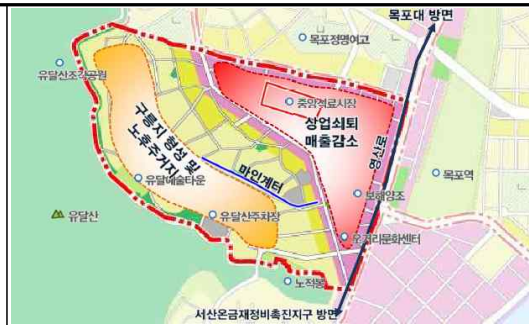 목포대 방면
목포정명여고
유달산조각공원
중앙식료시장
상업쇠퇴
매출감소
구릉지 형성 및
노후주거지
영산로
마인계터
목포역
유달예술타운
보해양조
유달산
유달산주차장
오거리문화센터
노적봉
서산온금재정비촉진지구 방면